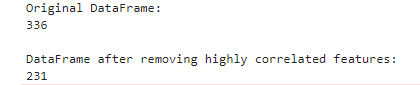 Original DataFrame:
336
DataFrame after removing highly correlated features:
231